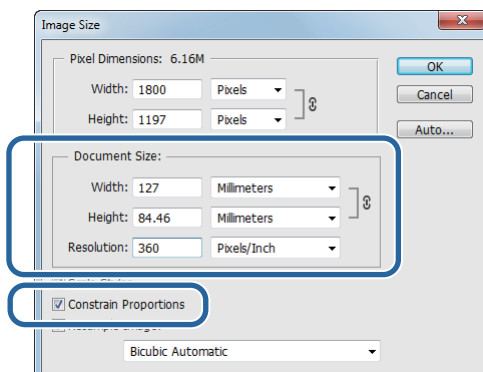 Image Size
Pixel Dimensions: 6.16M
OK
Width: 1800 Pixels
Cancel
Height: 1197 Pixels
Auto...
Document Size:
Width: 127 Millimeters
Height: 84.46 Millimeters
Resolution: 360 Pixels/Inch
Constrain Proportions
Bicubic Automatic